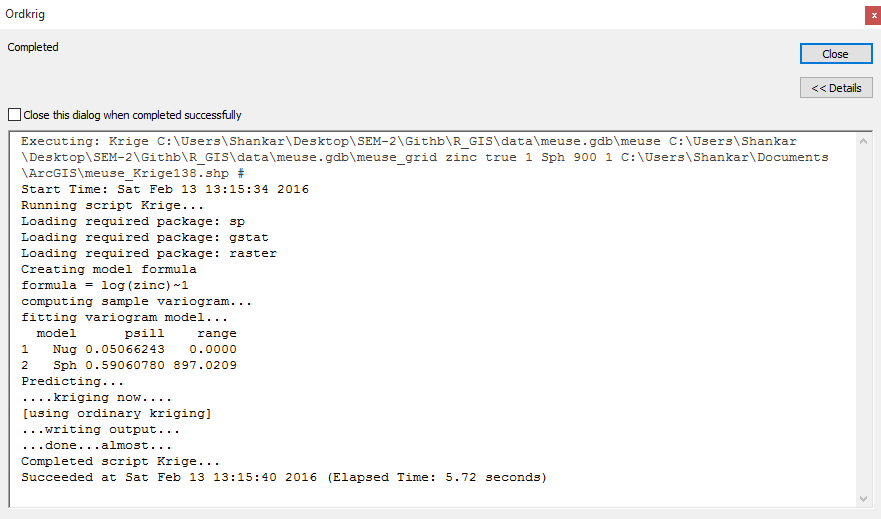 Ordkrig
x
Completed
Close
<< Details
Close this dialog when completed successfully
Executing: Krige C:\Users\Shankar\Desktop\SEM-2\Githb\R_GIS\data\meuse.gdb\meuse C:\Users\Shankar
\Desktop\SEM-2\Githb\R_GIS\data\meuse.gdb\meuse_grid zinc true 1 Sph 900 1 C:\Users\Shankar\Documents
\ArcGIS\meuse_Krige138.shp #
Start Time: Sat Feb 13 13:15:34 2016
Running script Krige...
Loading required package: sp
Loading required package: gstat
Loading required package: raster
Creating model formula
formula = log(zinc)~1
computing sample variogram...
fitting variogram model...
  model      psill    range
1   Nug 0.05066243   0.0000
2   Sph 0.59060780 897.0209
Predicting...
....kriging now....
[using ordinary kriging]
...writing output...
...done...almost...
Completed script Krige...
Succeeded at Sat Feb 13 13:15:40 2016 (Elapsed Time: 5.72 seconds)